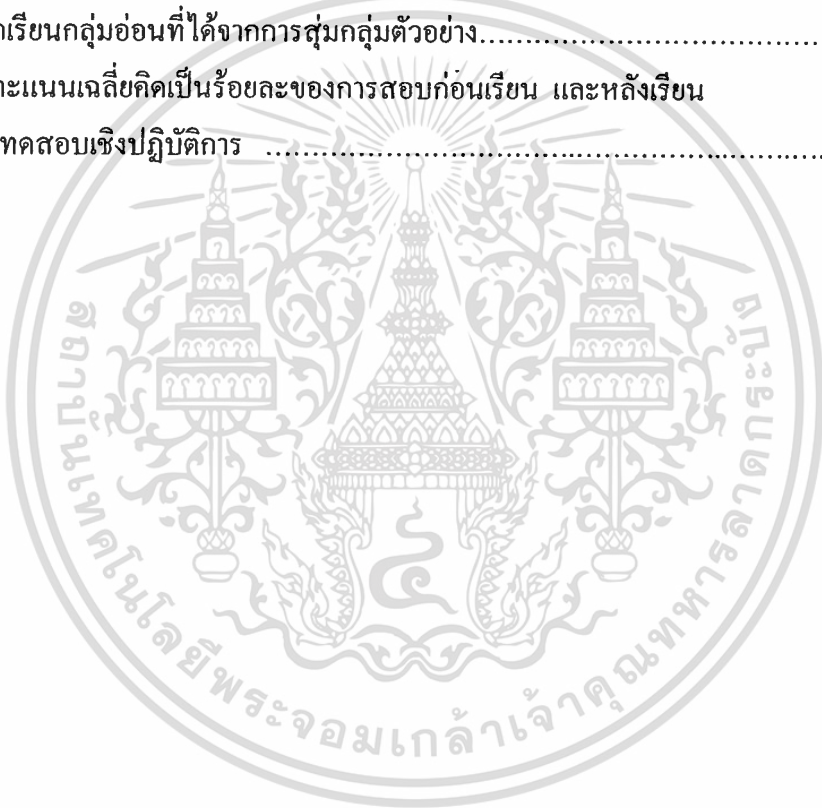 เรียนกลุ่มอ่อนที่ได้จากการสุ่มกลุ่มตัวอย่าง..........................................
คะแนนเฉลี่ยคิดเป็นร้อยละของการสอบก่อนเรียน และหลังเรียน
ทดสอบเชิงปฏิบัติการ ..........................................................................
สถาบันเทคโนโลยีพระจอมเกล้าเจ้าคุณทหารลาดกระบัง
๔